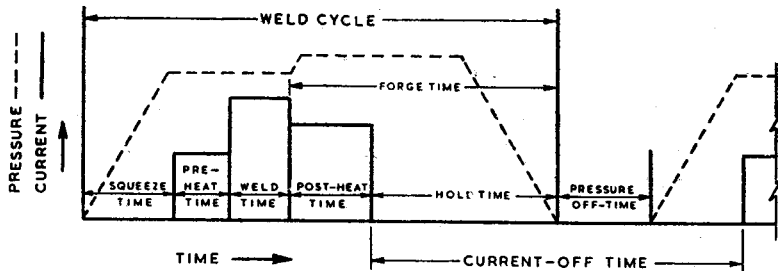 WELD CYCLE
PRESSURE
CURRENT
FORGE TIME
SQUEEZE TIME
PRE-HEAT TIME
WELD TIME
POST-HEAT TIME
HOLD TIME
PRESSURE OFF-TIME
TIME
CURRENT-OFF TIME